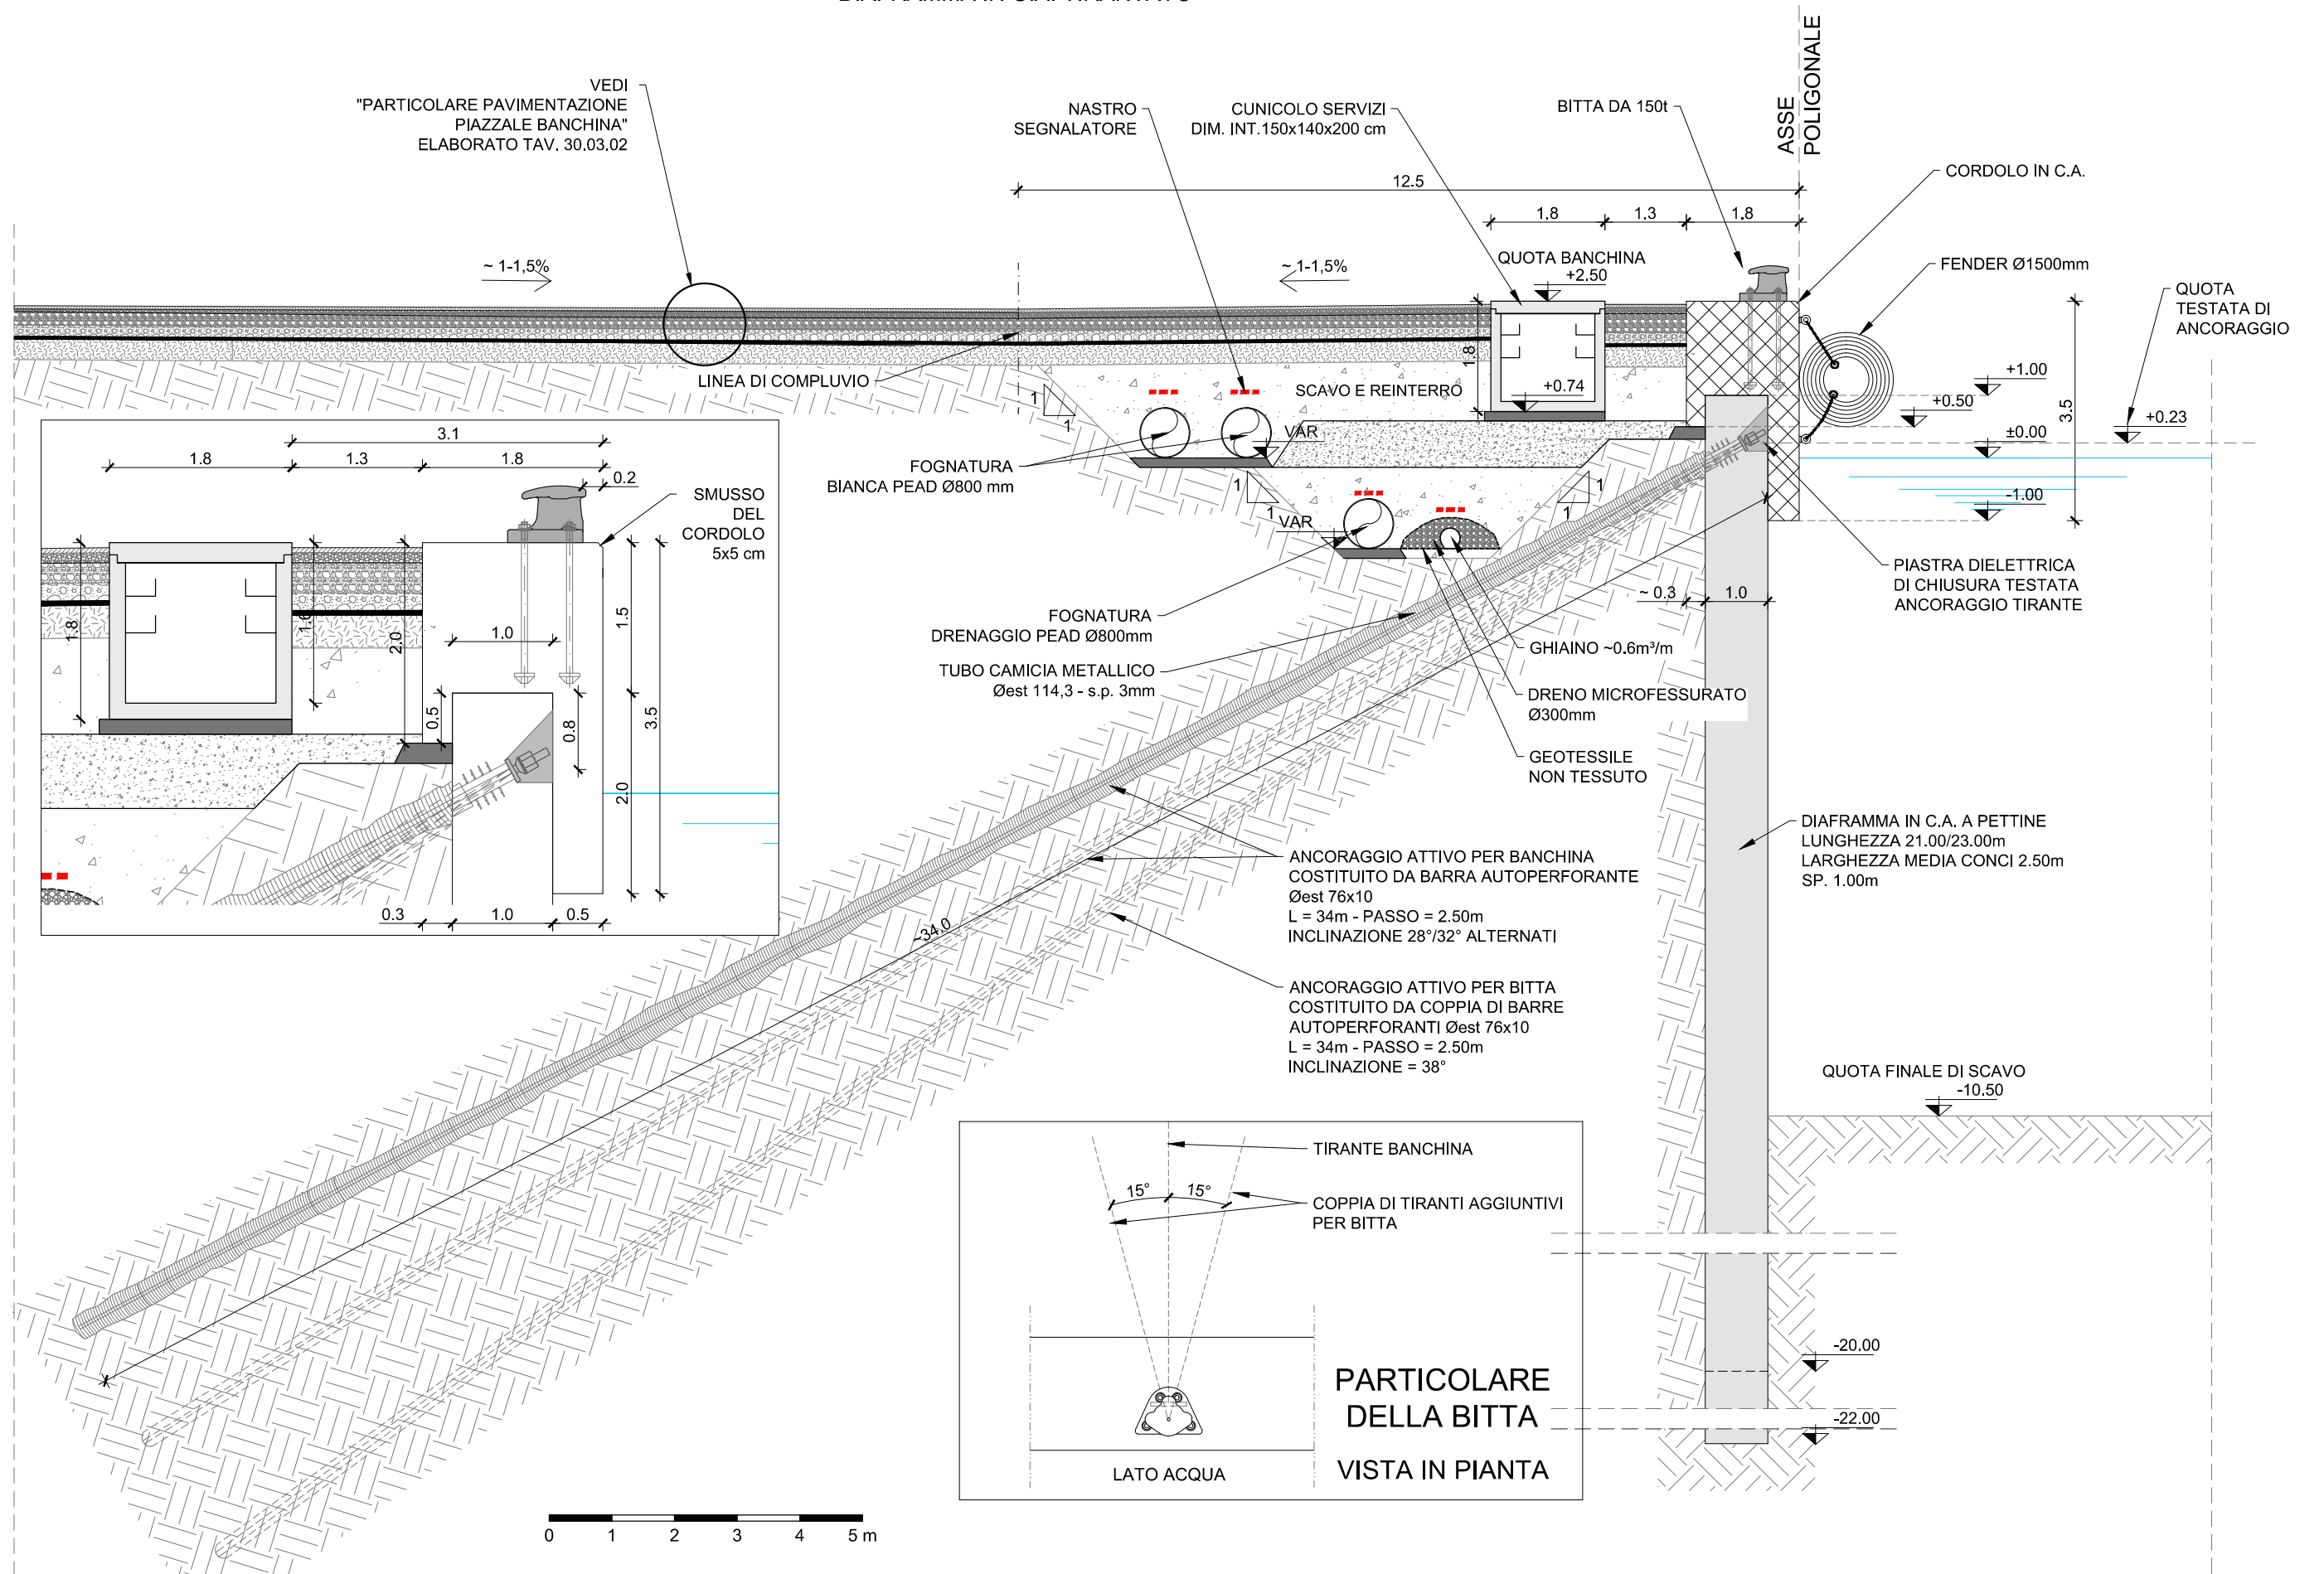 ASSE
POLIGONALE
VEDI
"PARTICOLARE PAVIMENTAZIONE
PIAZZALE BANCHINA"
ELABORATO TAV. 30.03.02
NASTRO
SEGNALATORE
CUNICOLO SERVIZI
DIM. INT.150x140x200 cm
BITTA DA 150t
CORDOLO IN C.A.
12.5
1.8
1.3
1.8
~ 1-1,5%
~ 1-1,5%
QUOTA BANCHINA
+2.50
FENDER Ø1500mm
QUOTA
TESTATA DI
ANCORAGGIO
LINEA DI COMPLUVIO
1
1
SCAVO E REINTERRO
1.8
+0.74
+1.00
+0.50
+0.23
±0.00
-1.00
3.5
VAR
FOGNATURA
BIANCA PEAD Ø800 mm
1
1
1
1
VAR
PIASTRA DIELETTRICA
DI CHIUSURA TESTATA
ANCORAGGIO TIRANTE
~ 0.3
1.0
FOGNATURA
DRENAGGIO PEAD Ø800mm
TUBO CAMICIA METALLICO
Øest 114,3 - s.p. 3mm
GHIAINO ~0.6m³/m
DRENO MICROFESSURATO
Ø300mm
GEOTESSILE
NON TESSUTO
3.1
1.8
1.3
1.8
0.2
SMUSSO
DEL
CORDOLO
5x5 cm
1.8
1.6
2.0
1.0
1.5
0.5
0.8
3.5
2.0
0.3
1.0
0.5
DIAFRAMMA IN C.A. A PETTINE
LUNGHEZZA 21.00/23.00m
LARGHEZZA MEDIA CONCI 2.50m
SP. 1.00m
ANCORAGGIO ATTIVO PER BANCHINA
COSTITUITO DA BARRA AUTOPERFORANTE
Øest 76x10
L = 34m - PASSO = 2.50m
INCLINAZIONE 28°/32° ALTERNATI
~34.0
ANCORAGGIO ATTIVO PER BITTA
COSTITUITO DA COPPIA DI BARRE
AUTOPERFORANTI Øest 76x10
L = 34m - PASSO = 2.50m
INCLINAZIONE = 38°
QUOTA FINALE DI SCAVO
-10.50
TIRANTE BANCHINA
15°
15°
COPPIA DI TIRANTI AGGIUNTIVI
PER BITTA
PARTICOLARE
DELLA BITTA
VISTA IN PIANTA
LATO ACQUA
-20.00
-22.00
0
1
2
3
4
5 m